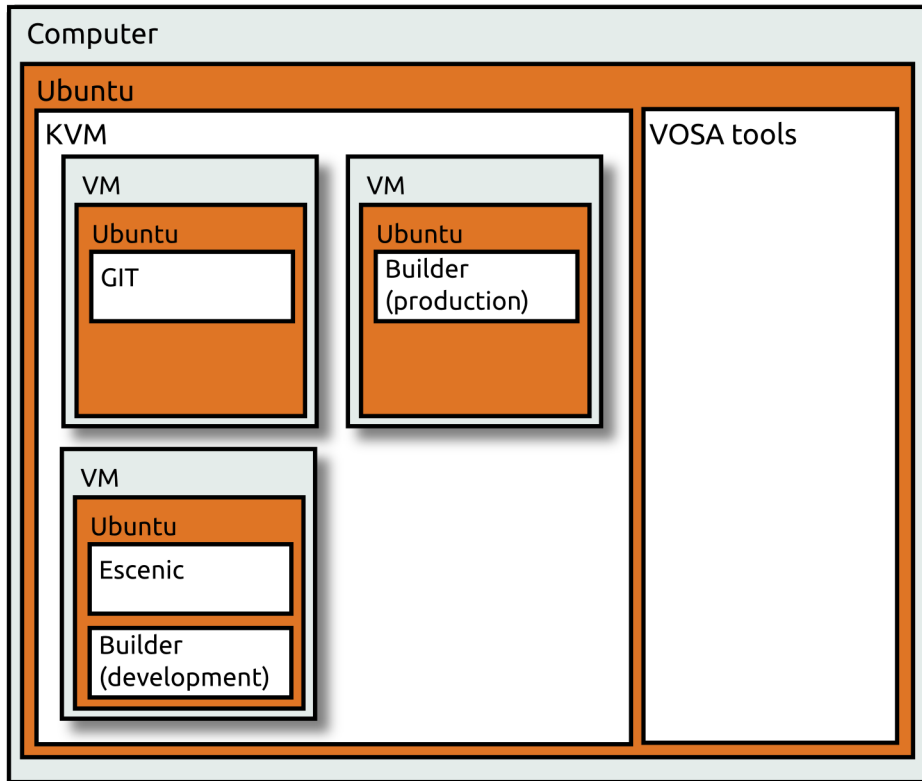 Computer
Ubuntu
KVM
VOSA tools
VM
Ubuntu
GIT
VM
Ubuntu
Builder
(production)
VM
Ubuntu
Escenic
Builder
(development)